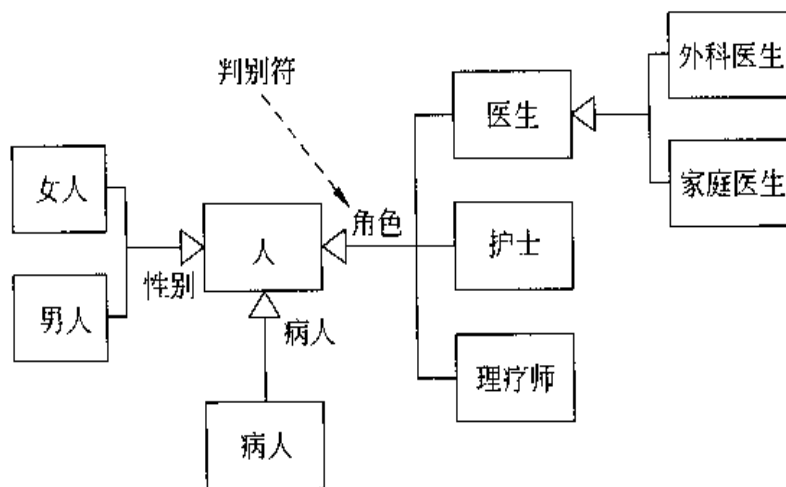 外科医生
判别符
医生
女人
家庭医生
角色
人
护士
性别
男人
病人
理疗师
病人